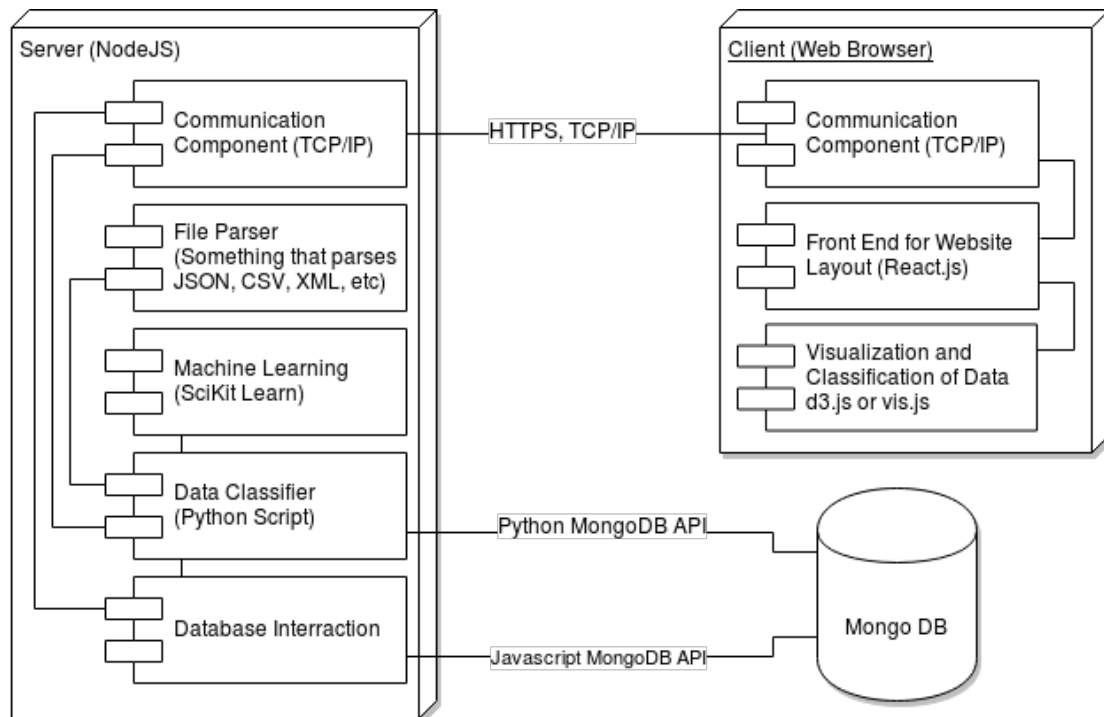 Server (NodeJS)
Communication
Component (TCP/IP)
File Parser
(Something that parses
JSON, CSV, XML, etc)
Machine Learning
(SciKit Learn)
Data Classifier
(Python Script)
Database Interraction
HTTPS, TCP/IP
Python MongoDB API
Javascript MongoDB API
Client (Web Browser)
Communication
Component (TCP/IP)
Front End for Website
Layout (React.js)
Visualization and
Classification of Data
d3.js or vis.js
Mongo DB